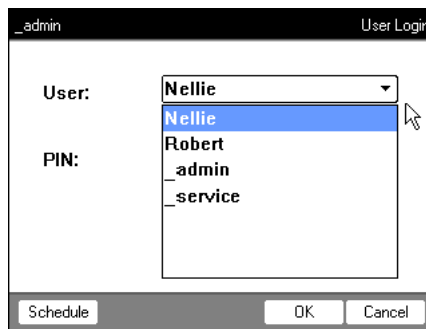 _admin User Login
User: Nellie
Nellie
Robert
PIN: _admin
_service
Schedule OK Cancel